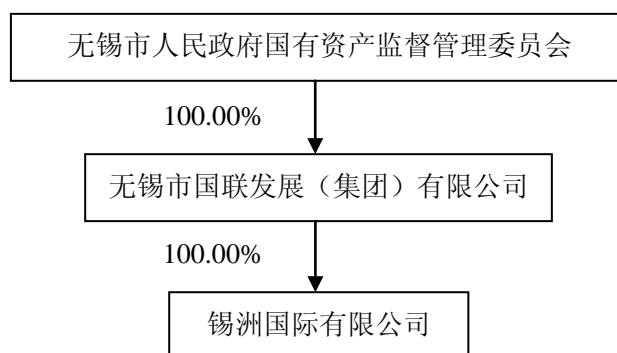 无锡市人民政府国有资产监督管理委员会
100.00%
无锡市国联发展（集团）有限公司
100.00%
锡洲国际有限公司